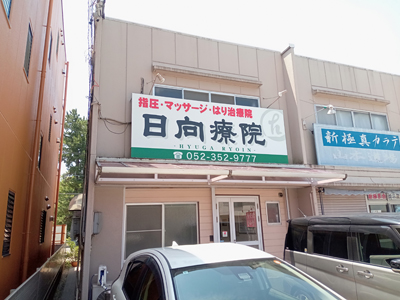 指圧・マッサージ・はり治療院
日向療院
-HYUGA RYOIN-
☎052-352-9777
新極真カラテ